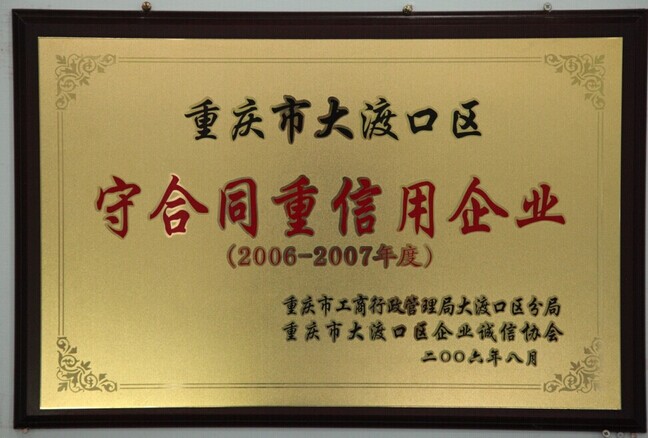 重庆市大渡口区
守合同重信用企业
(2006-2007年度)
重庆市工商行政管理局大渡口区分局
重庆市大渡口区企业诚信协会
二〇〇六年八月